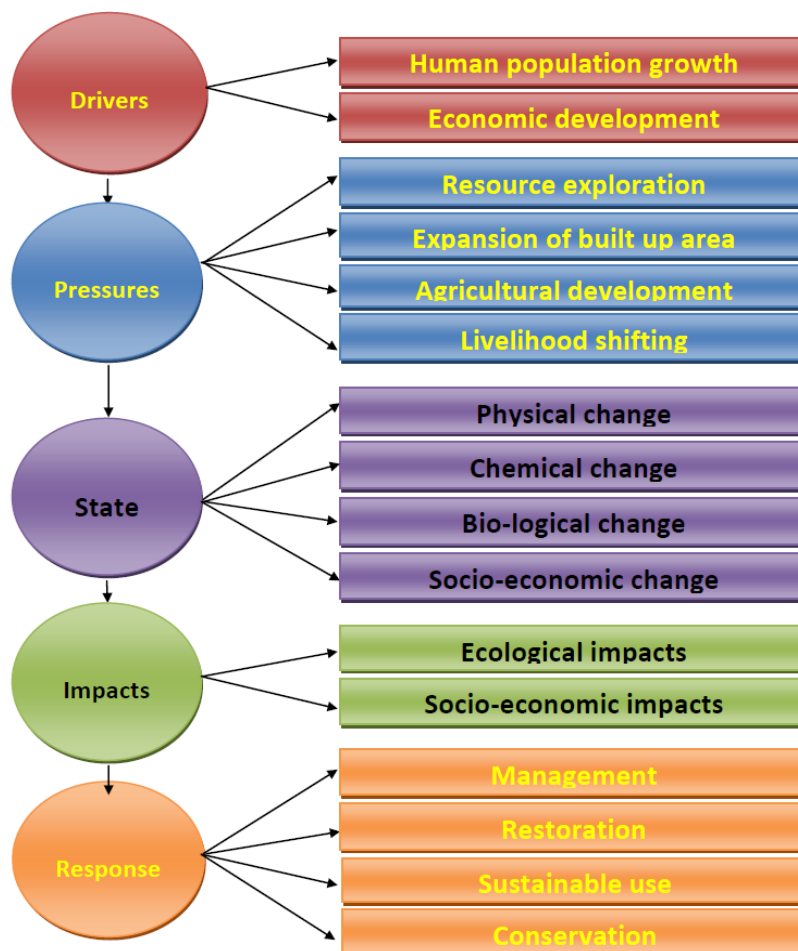 Drivers
Human population growth
Economic development
Pressures
Resource exploration
Expansion of built up area
Agricultural development
Livelihood shifting
State
Physical change
Chemical change
Bio-logical change
Socio-economic change
Impacts
Ecological impacts
Socio-economic impacts
Response
Management
Restoration
Sustainable use
Conservation